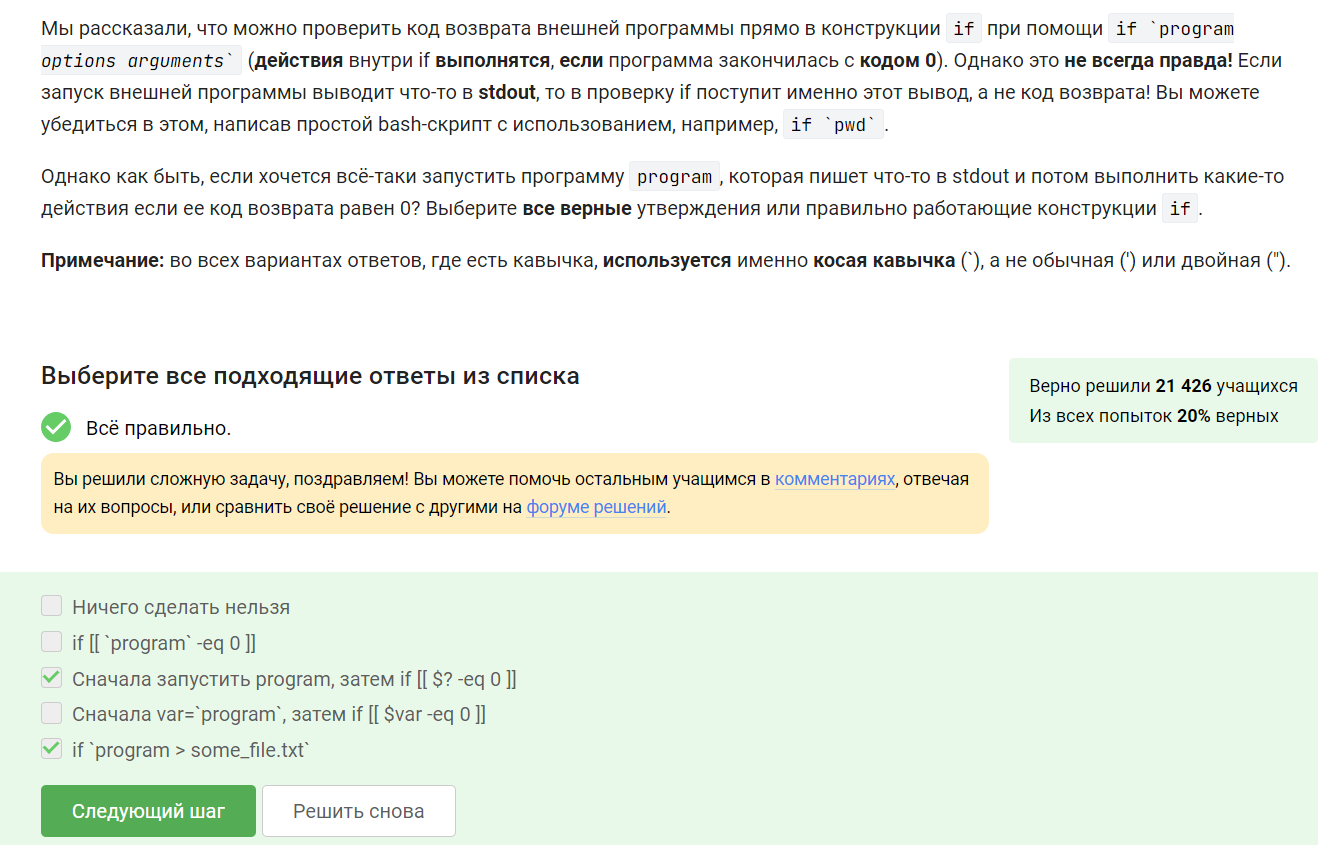 Мы рассказали, что можно проверить код возврата внешней программы прямо в конструкции if при помощи if `program
options arguments` (действия внутри if выполнятся, если программа закончилась с кодом 0). Однако это не всегда правда! Если
запуск внешней программы выводит что-то в stdout, то в проверку if поступит именно этот вывод, а не код возврата! Вы можете
убедиться в этом, написав простой bash-скрипт с использованием, например, if `pwd`.
Однако как быть, если хочется всё-таки запустить программу program, которая пишет что-то в stdout и потом выполнить какие-то
действия если ее код возврата равен 0? Выберите все верные утверждения или правильно работающие конструкции if.
Примечание: во всех вариантах ответов, где есть кавычка, используется именно косая кавычка (`), а не обычная (') или двойная (").
Выберите все подходящие ответы из списка
Верно решили 21 426 учащихся
Из всех попыток 20% верных
Всё правильно.
Вы решили сложную задачу, поздравляем! Вы можете помочь остальным учащимся в комментариях, отвечая
на их вопросы, или сравнить своё решение с другими на форуме решений.
Ничего сделать нельзя
if [[ `program` -eq 0 ]]
Сначала запустить program, затем if [[ $? -eq 0 ]]
Сначала var=`program`, затем if [[ $var -eq 0 ]]
if `program > some_file.txt`
Следующий шаг
Решить снова